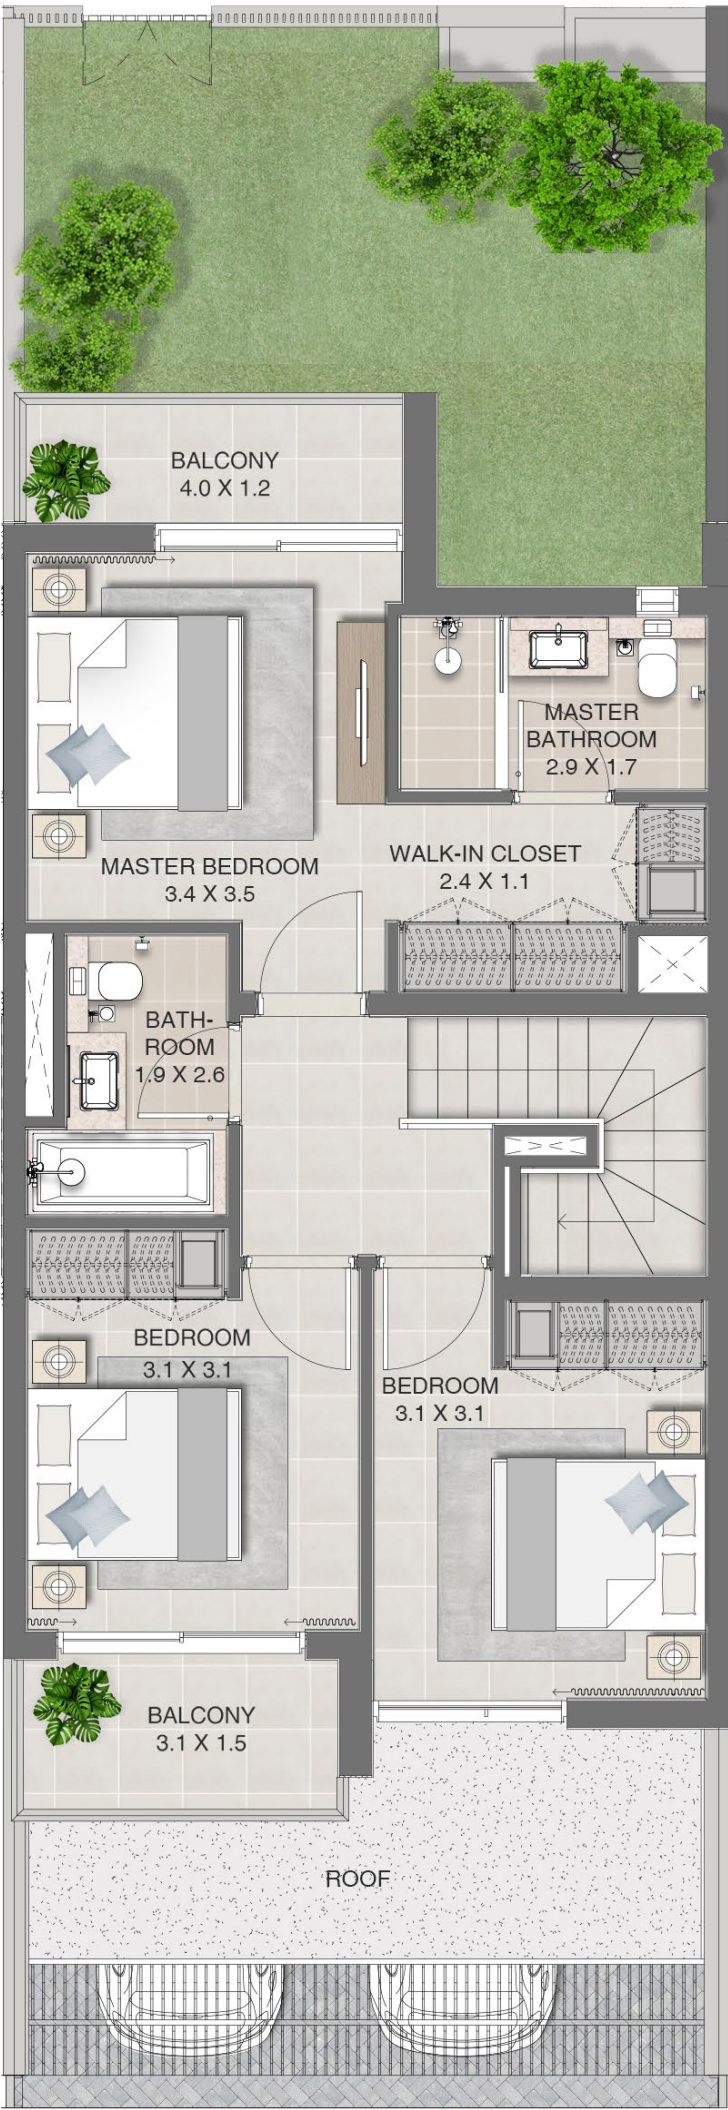 BALCONY
4.0 X 1.2
MASTER
BATHROOM
2.9 X 1.7
MASTER BEDROOM
3.4 X 3.5
WALK-IN CLOSET
2.4 X 1.1
BATH-
ROOM
1.9 X 2.6
BEDROOM
3.1 X 3.1
BEDROOM
3.1 X 3.1
BALCONY
3.1 X 1.5
ROOF